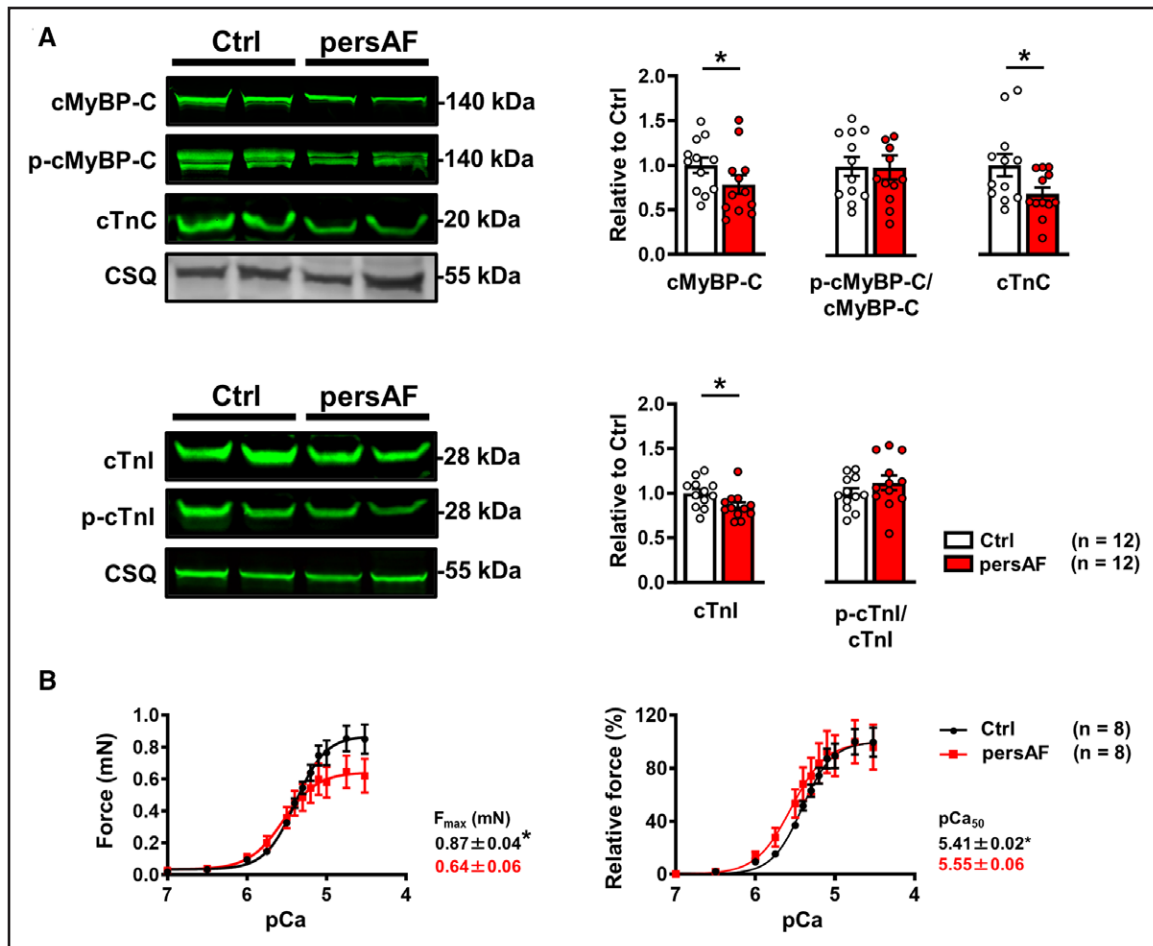 A
Ctrl persAF
cMyBP-C -140 kDa
p-cMyBP-C -140 kDa
cTnC -20 kDa
CSQ -55 kDa
Relative to Ctrl
2.0
1.5
1.0
0.5
0.0
* *
cMyBP-C p-cMyBP-C/ cTnC
cMyBP-C
Ctrl persAF
cTnI -28 kDa
p-cTnI -28 kDa
CSQ -55 kDa
Relative to Ctrl
2.0
1.5
1.0
0.5
0.0
*
cTnI p-cTnI/
cTnI
Ctrl (n = 12)
persAF (n = 12)
B
Force (mN)
1.0
0.8
0.6
0.4
0.2
0.0
7 6 5 4
pCa
Fmax (mN)
0.87±0.04*
0.64±0.06
Relative force (%)
120
80
40
0
7 6 5 4
pCa
Ctrl (n = 8)
persAF (n = 8)
pCa50
5.41±0.02*
5.55±0.06